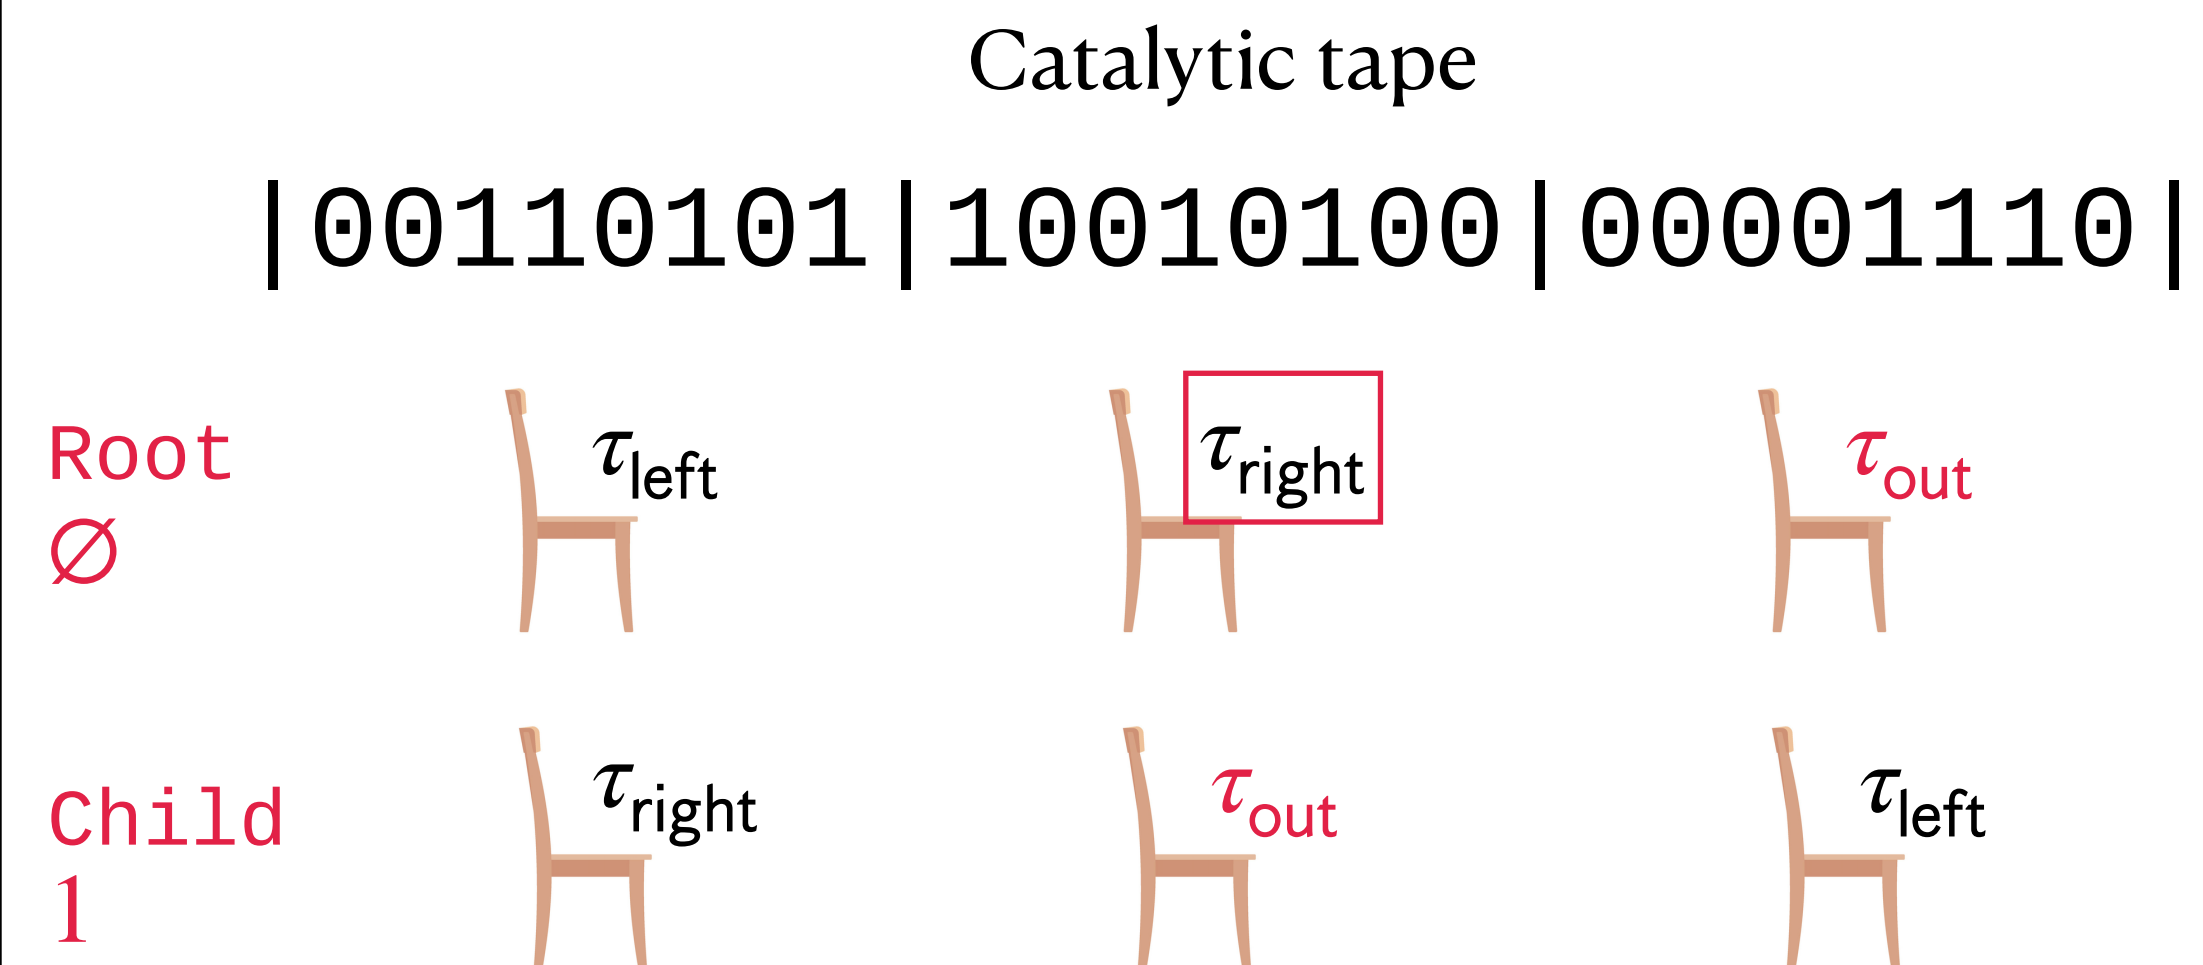 Catalytic tape
|00110101|10010100|00001110|
Root τleft τright τout
∅
Child τright τout τleft
1